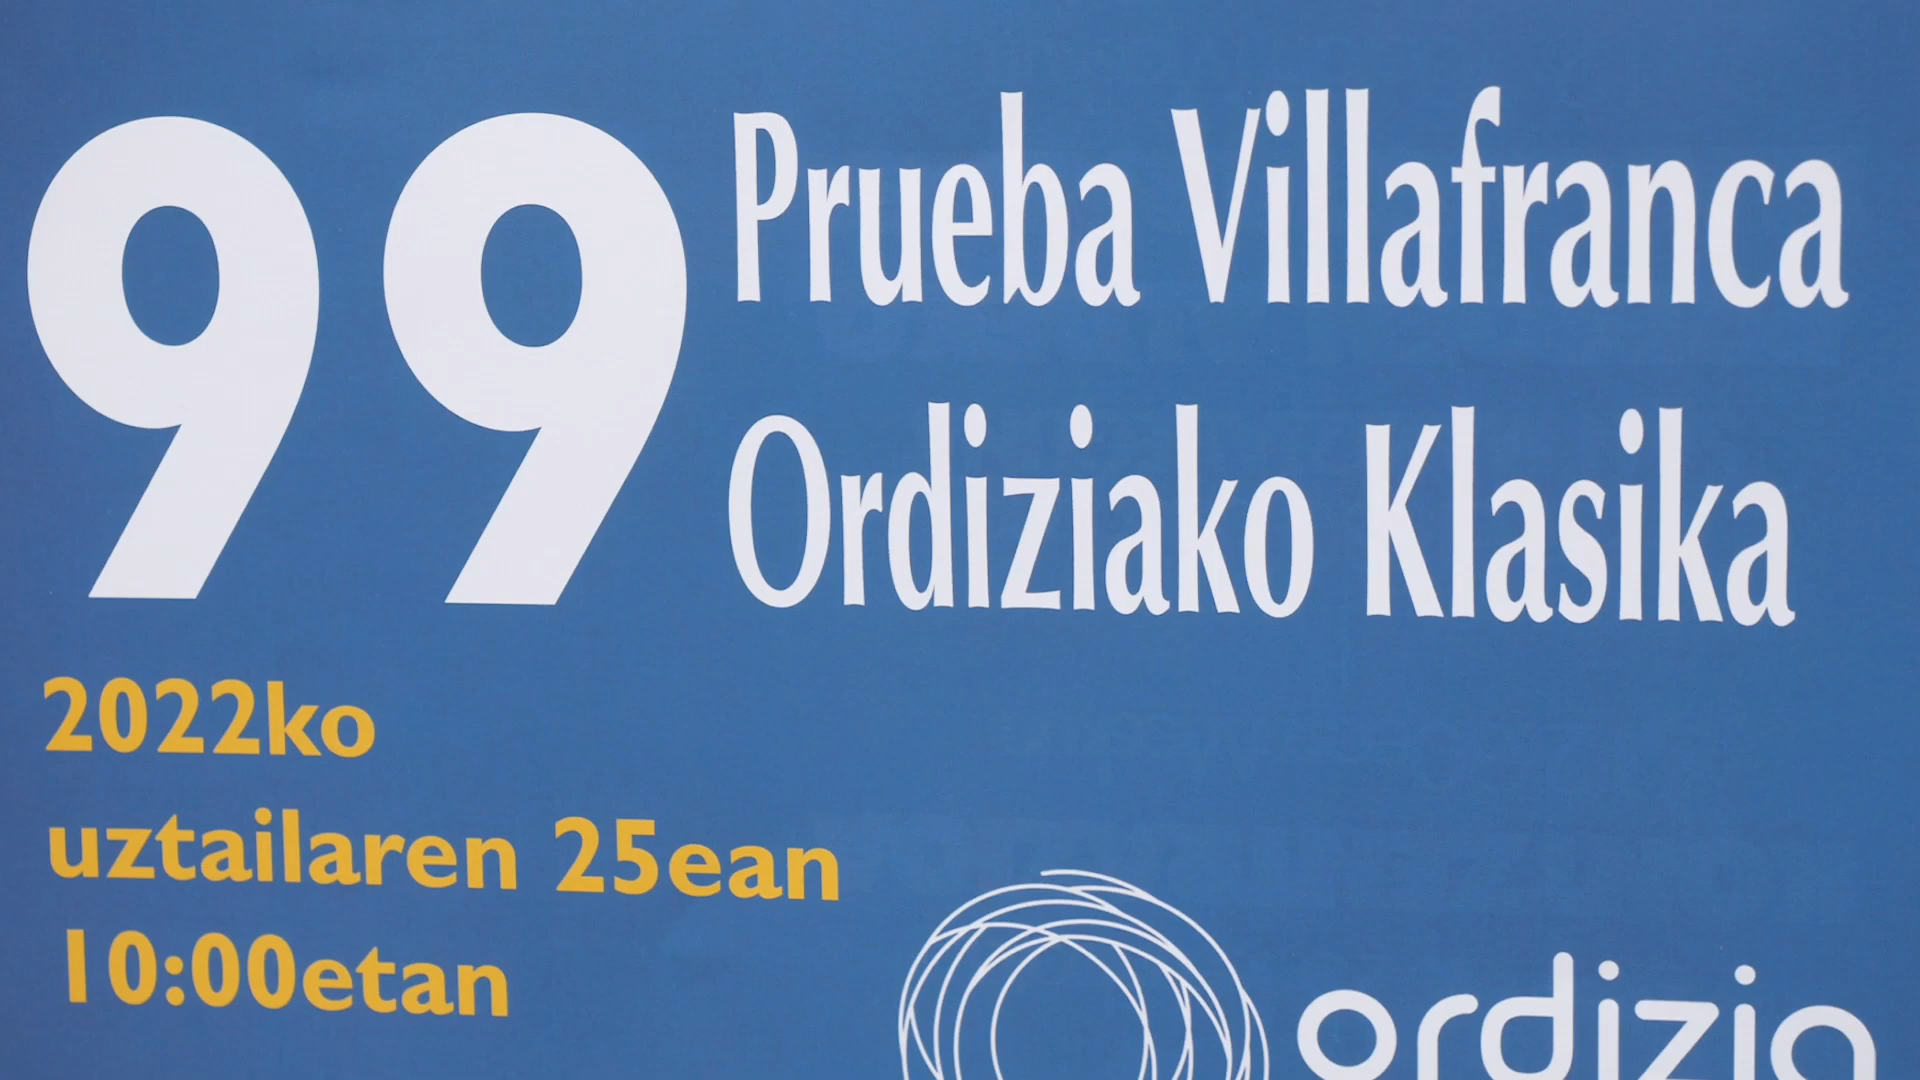 99 Prueba Villafranca
Ordiziako Klasika
2022ko
uztailaren 25ean
10:00etan
ordizia